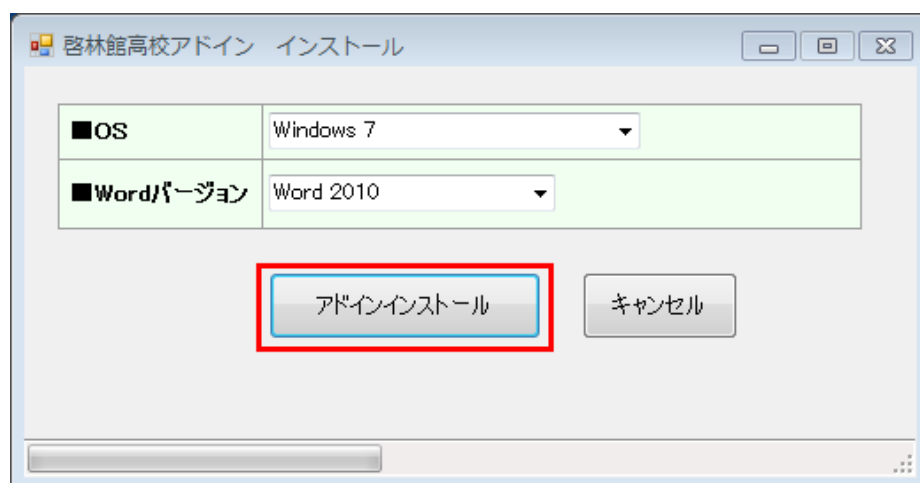 啓林館高校アドイン　インストール
■OS
Windows 7
■Wordバージョン
Word 2010
アドインインストール
キャンセル